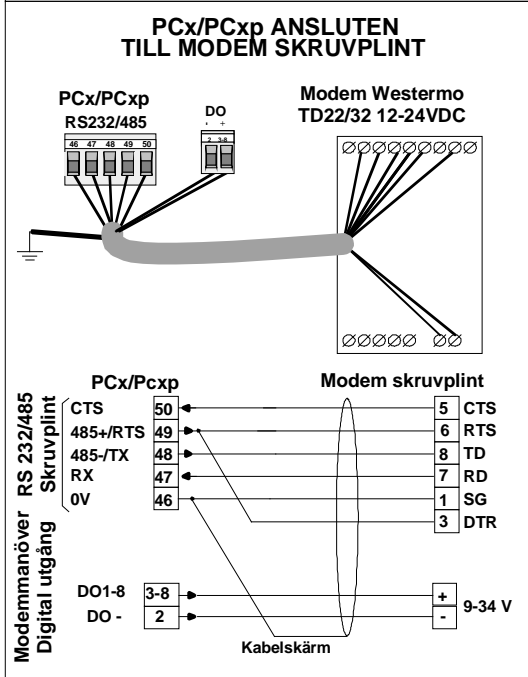 PCx/PCxp ANSLUTEN
TILL MODEM SKRUVPLINT
PCx/PCxp
RS232/485
46 47 48 49 50
DO
- +
2 3-8
Modem Westermo
TD22/32 12-24VDC
PCx/Pcxp
Modem skruvplint
RS 232/485
Skruvplint
CTS 50 5 CTS
485+/RTS 49 6 RTS
485-/TX 48 8 TD
RX 47 7 RD
0V 46 1 SG
3 DTR
Modemmanöver
Digital utgång
DO1-8 3-8 +
DO - 2 -
9-34 V
Kabelskärm